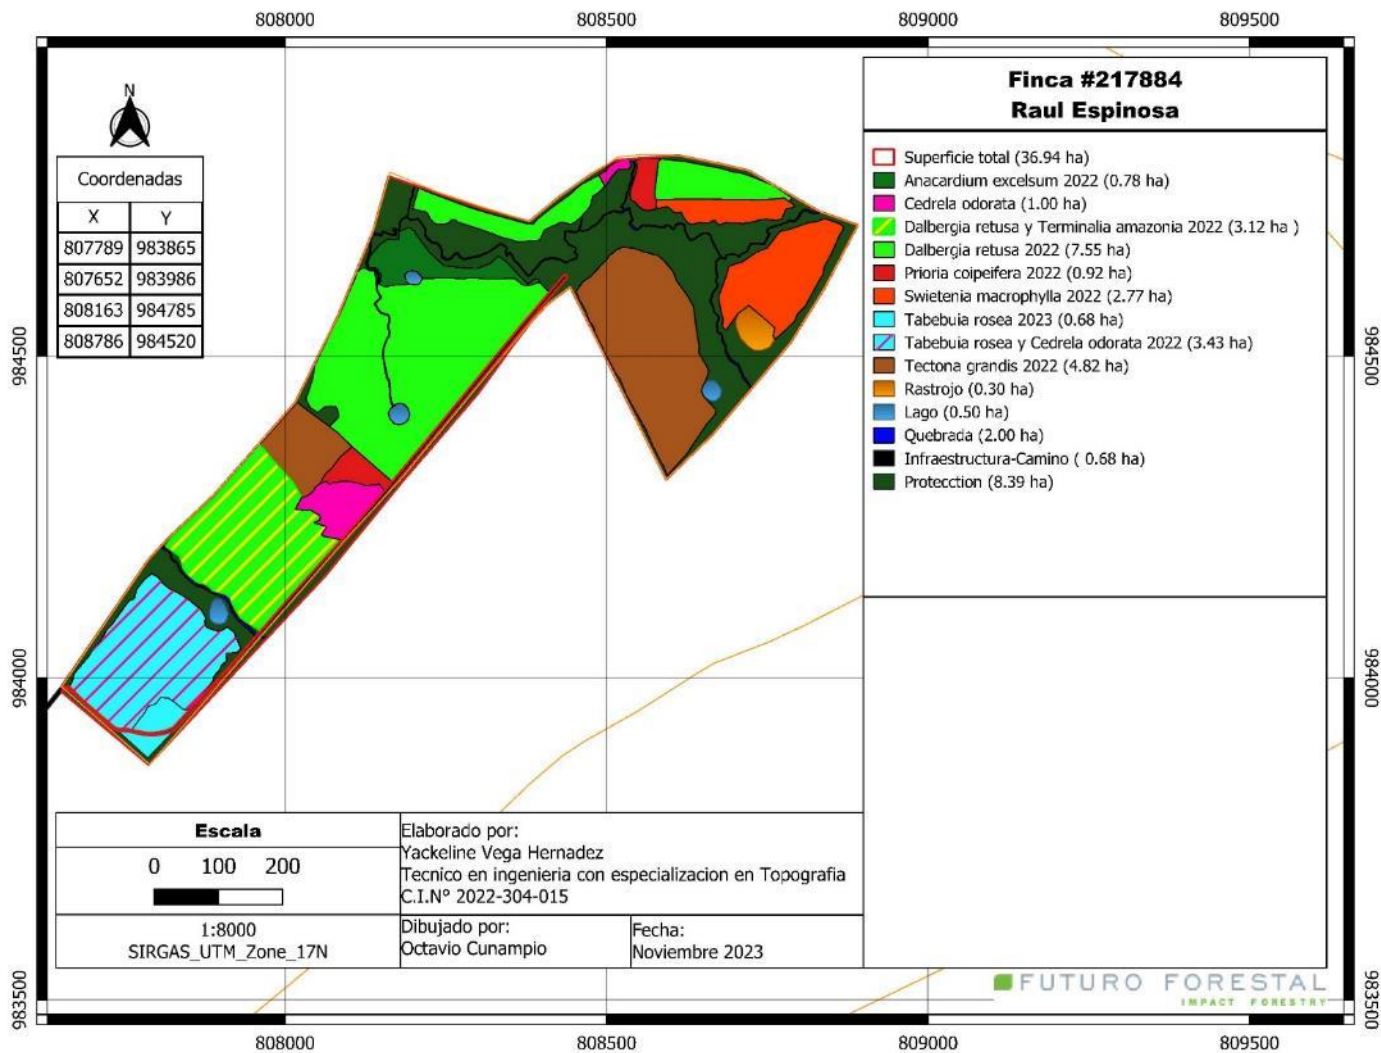 808000 808500 809000 809500
N
Coordenadas
X Y
807789 983865
807652 983986
808163 984785
808786 984520
Finca #217884
Raul Espinosa
Superficie total (36.94 ha)
Anacardium excelsum 2022 (0.78 ha)
Cedrela odorata (1.00 ha)
Dalbergia retusa y Terminalia amazonia 2022 (3.12 ha )
Dalbergia retusa 2022 (7.55 ha)
Prioria coipeifera 2022 (0.92 ha)
Swietenia macrophylla 2022 (2.77 ha)
Tabebuia rosea 2023 (0.68 ha)
Tabebuia rosea y Cedrela odorata 2022 (3.43 ha)
Tectona grandis 2022 (4.82 ha)
Rastrojo (0.30 ha)
Lago (0.50 ha)
Quebrada (2.00 ha)
Infraestructura-Camino ( 0.68 ha)
Protecction (8.39 ha)
984500 984500
984000 984000
983500 983500
Escala
0 100 200
1:8000
SIRGAS_UTM_Zone_17N
Elaborado por:
Yackeline Vega Hernadez
Tecnico en ingenieria con especializacion en Topografia
C.I.N° 2022-304-015
Dibujado por:
Octavio Cunampio
Fecha:
Noviembre 2023
FUTURO FORESTAL
IMPACT FORESTRY
808000 808500 809000 809500